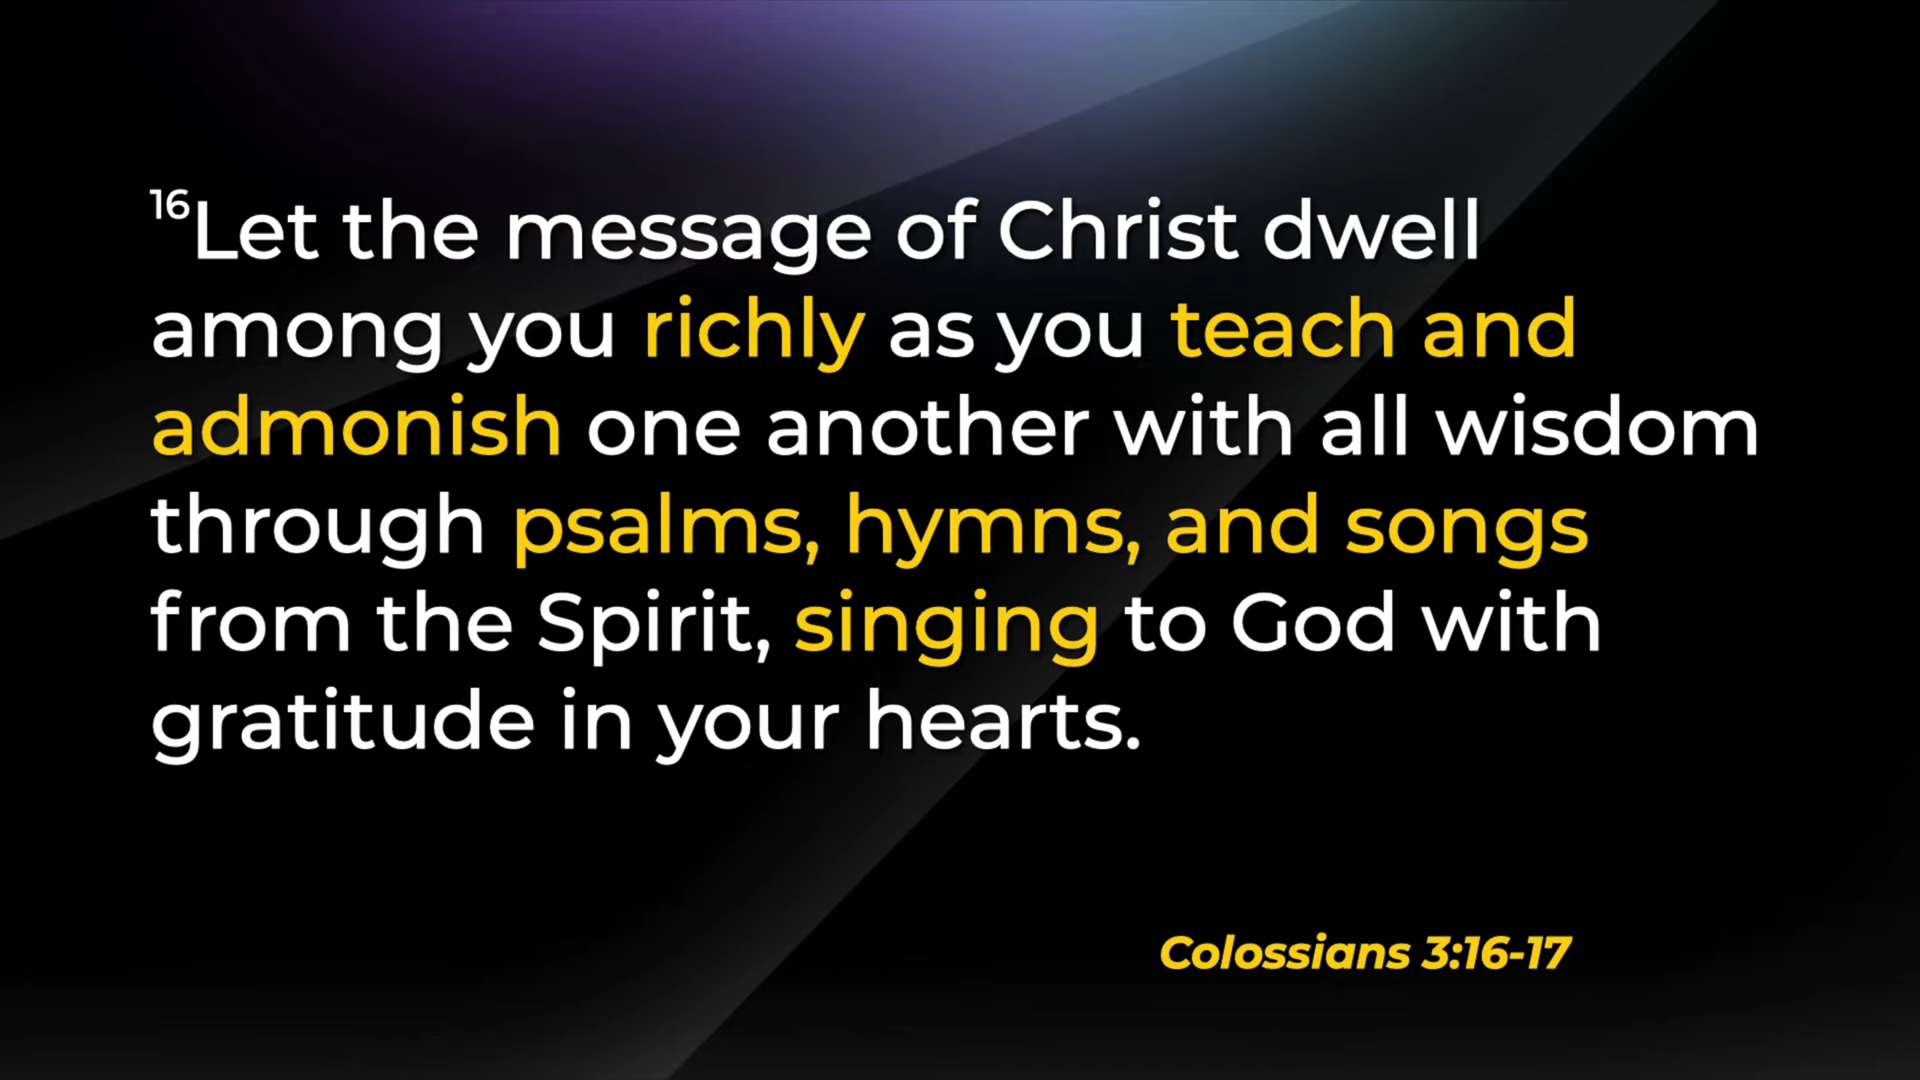 16Let the message of Christ dwell
among you richly as you teach and
admonish one another with all wisdom
through psalms, hymns, and songs
from the Spirit, singing to God with
gratitude in your hearts.
Colossians 3:16-17